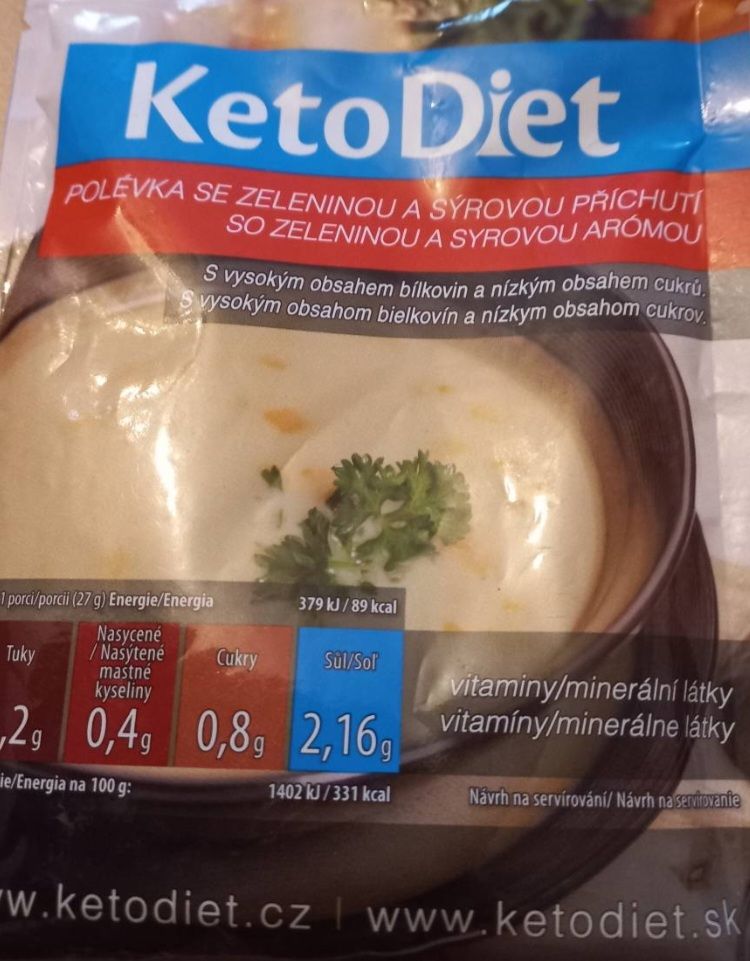 KetoDiet
POLÉVKA SE ZELENINOU A SÝROVOU PŘÍCHUTÍ
SO ZELENINOU A SYROVOU ARÓMOU
S vysokým obsahem bílkovin a nízkým obsahem cukrů.
S vysokým obsahom bielkovín a nízkym obsahom cukrov.
1 porci/porcii (27 g) Energie/Energia 379 kJ / 89 kcal
Tuky
,2g
Nasycené
/ Nasýtené
mastné
kyseliny
0,4g
Cukry
0,8g
Sůl/Soľ
2,16g
vitaminy/minerální látky
vitamíny/minerálne látky
ie/Energia na 100 g: 1402 kJ / 331 kcal
Návrh na servírování/ Návrh na servirovanie
w.ketodiet.cz | www.ketodiet.sk